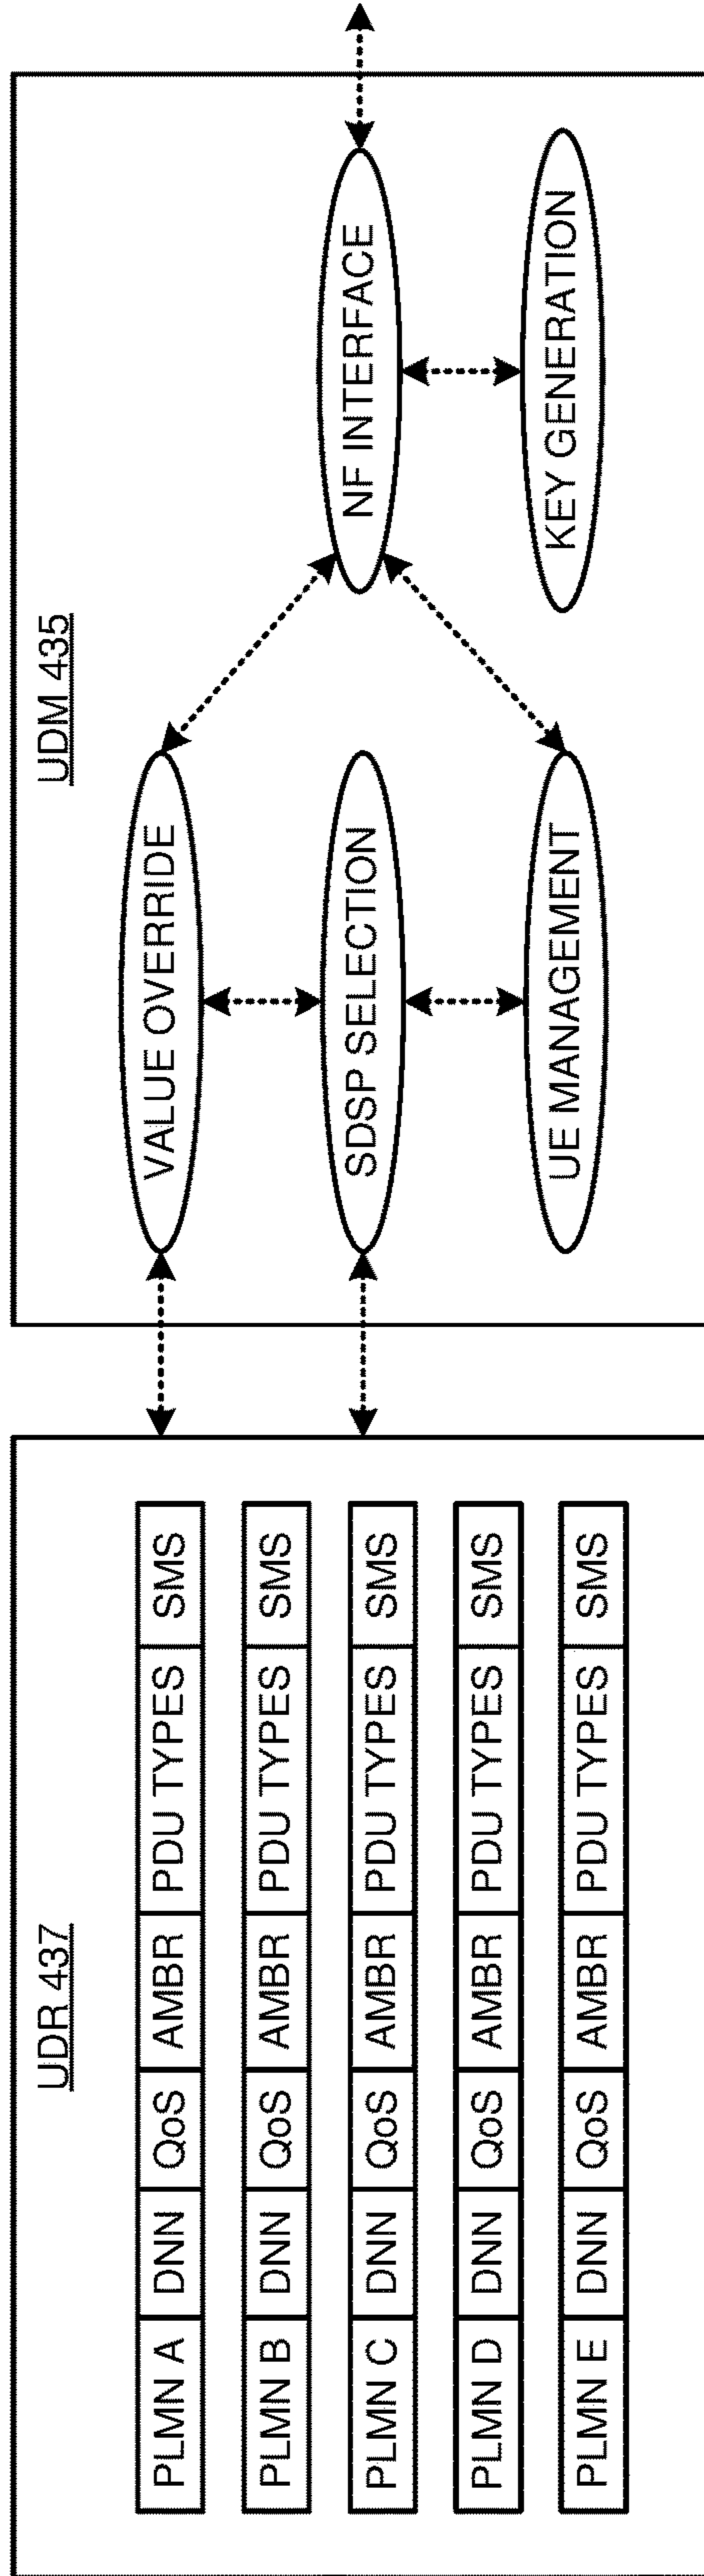 UDR 437
PLMN A DNN QoS AMBR PDU TYPES SMS
PLMN B DNN QoS AMBR PDU TYPES SMS
PLMN C DNN QoS AMBR PDU TYPES SMS
PLMN D DNN QoS AMBR PDU TYPES SMS
PLMN E DNN QoS AMBR PDU TYPES SMS
UDM 435
VALUE OVERRIDE
SDSP SELECTION
UE MANAGEMENT
NF INTERFACE
KEY GENERATION